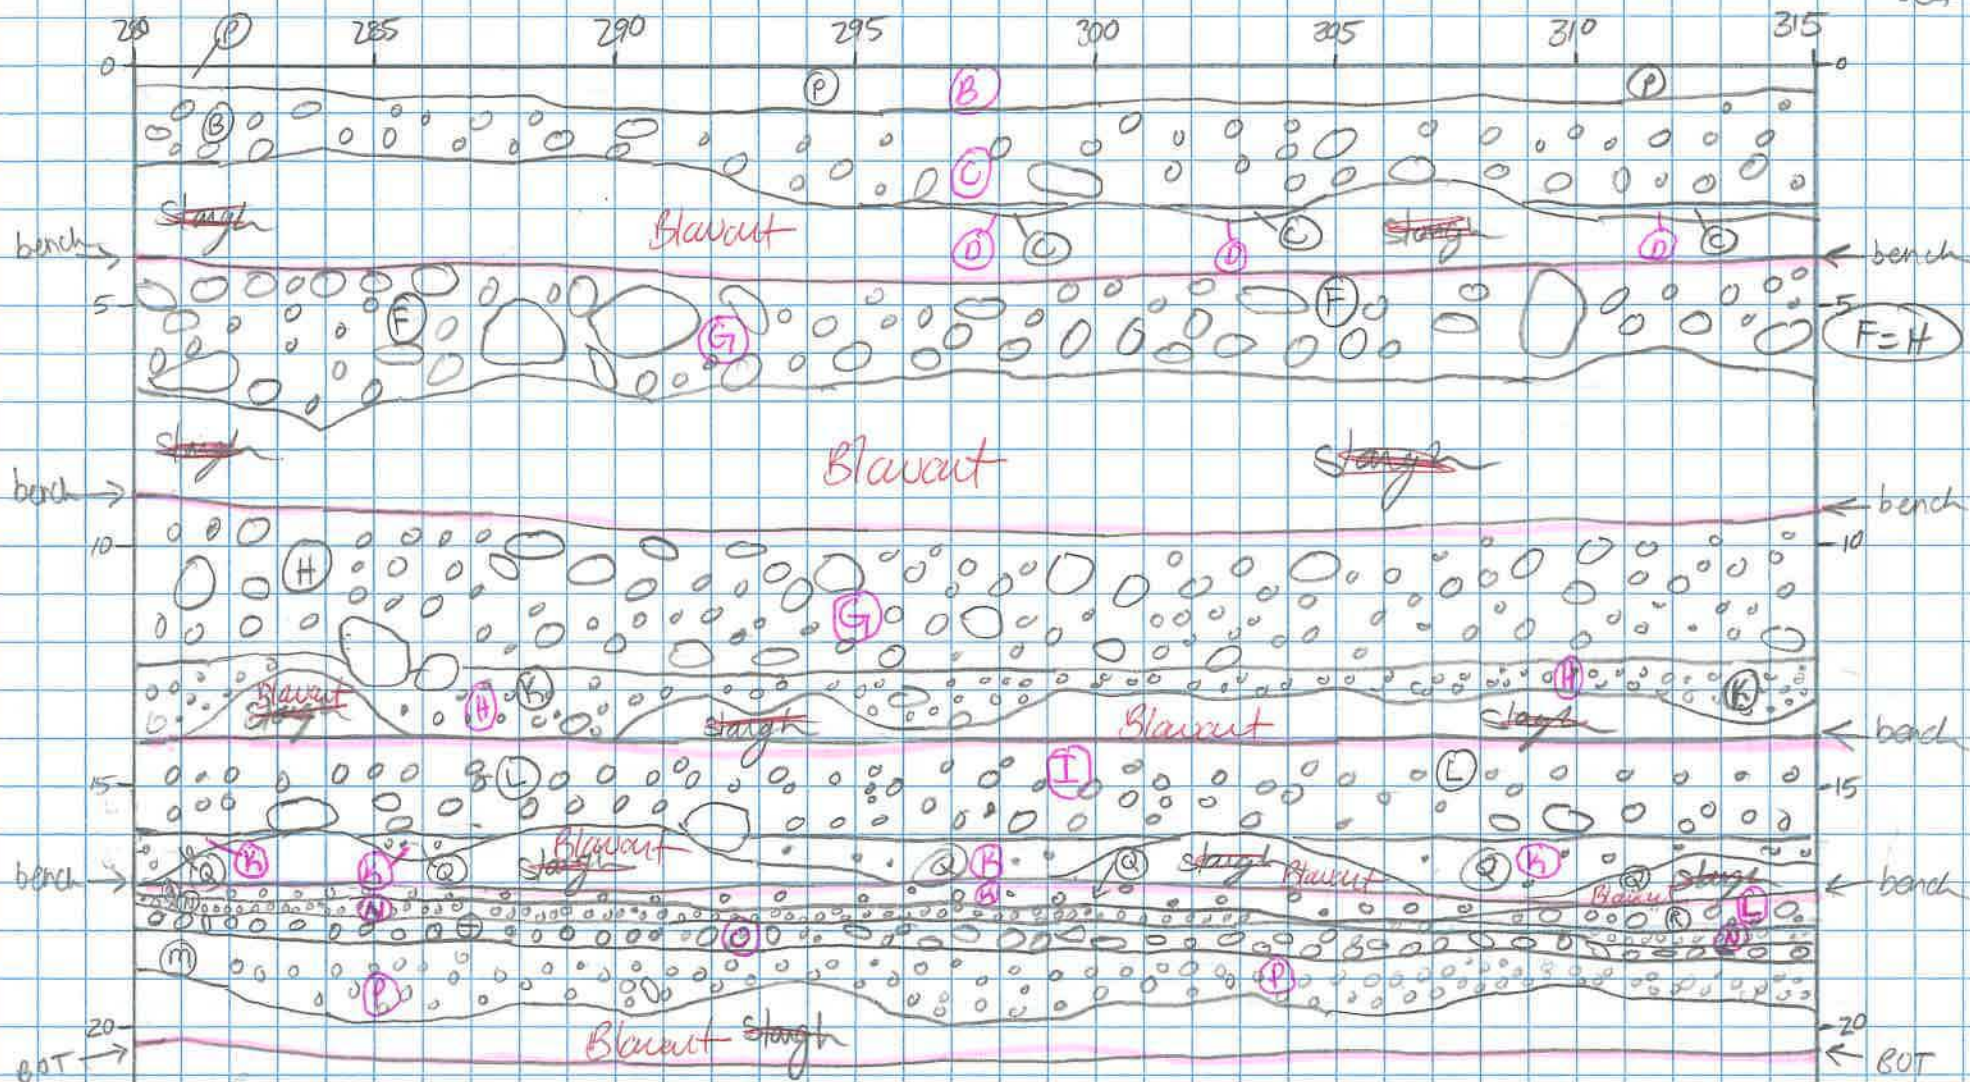 280 P 285 290 295 300 305 310 315
0 P B P 0
B
C
slough Blowout slough
bench D C D C D C bench
5 F G F 5
F=H
slough Blowout slough
bench bench
10 H 10
G
H K H K
Blowout slough slough Blowout slough
bench bench
15 L I L 15
Blowout slough slough Blowout slough
K Q K Q Q K Q Q K Q
bench K Blowout L bench
N R
O N
M
P P
20 Blowout slough 20
BOT BOT